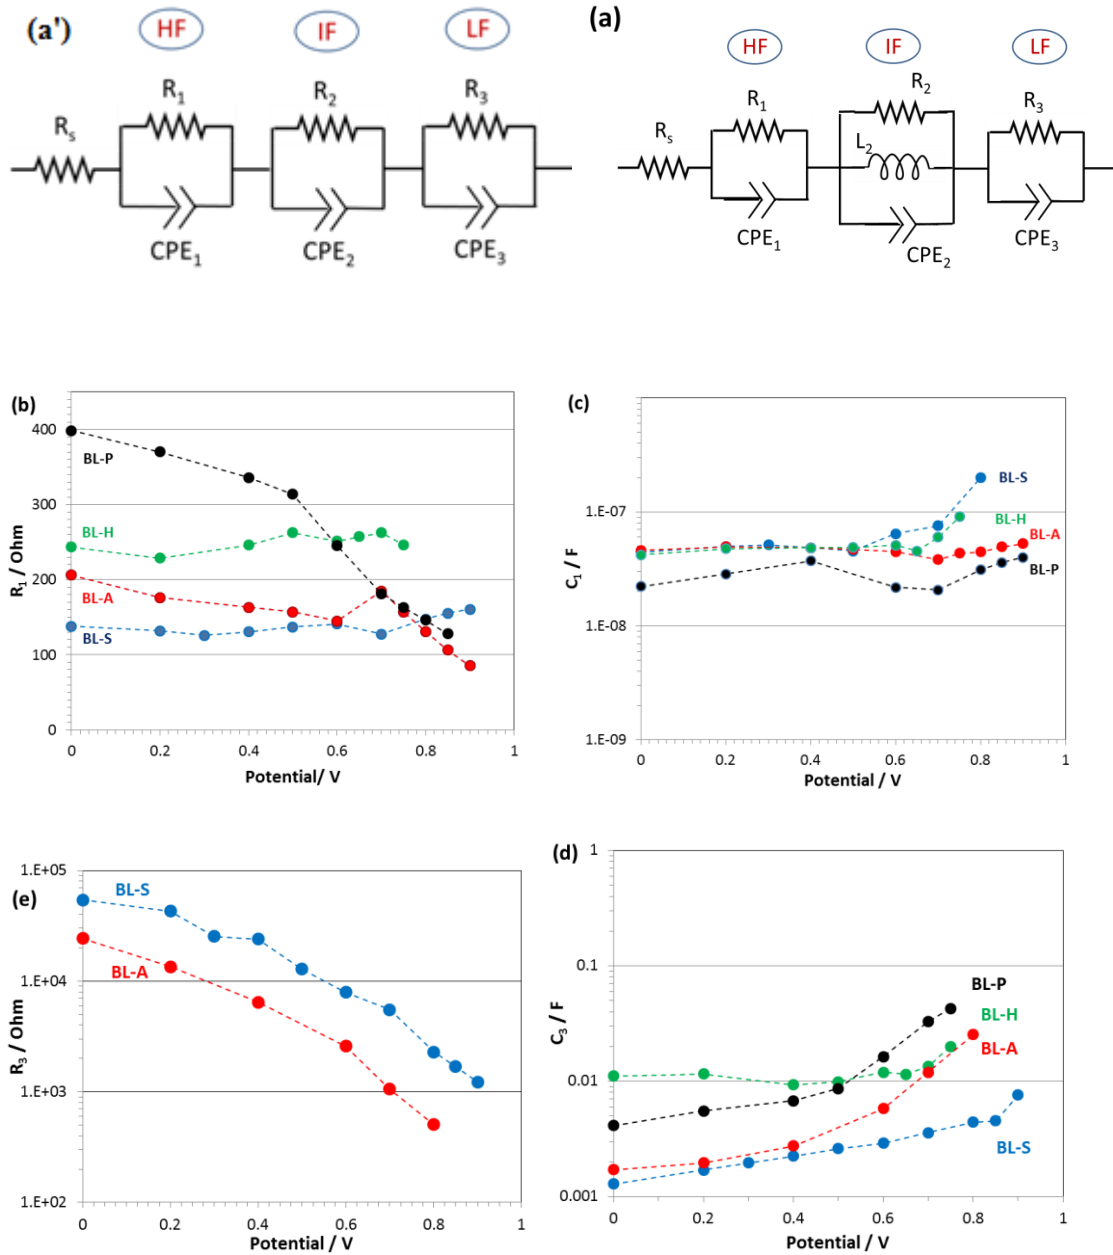 (a')
HF
IF
LF
R1
R2
R3
Rs
CPE1
CPE2
CPE3
(a)
HF
IF
LF
R2
R1
R3
Rs
L2
CPE1
CPE2
CPE3
(b)
R1 / Ohm
400
300
200
100
0
BL-P
BL-H
BL-A
BL-S
0
0.2
0.4
0.6
0.8
1
Potential/ V
(c)
C1 / F
1.E-07
1.E-08
1.E-09
BL-S
BL-H
BL-A
BL-P
0
0.2
0.4
0.6
0.8
1
Potential/ V
(e)
R3 / Ohm
1.E+05
1.E+04
1.E+03
1.E+02
BL-S
BL-A
0
0.2
0.4
0.6
0.8
1
Potential / V
(d)
C3 / F
1
0.1
0.01
0.001
BL-P
BL-H
BL-A
BL-S
0
0.2
0.4
0.6
0.8
1
Potential / V